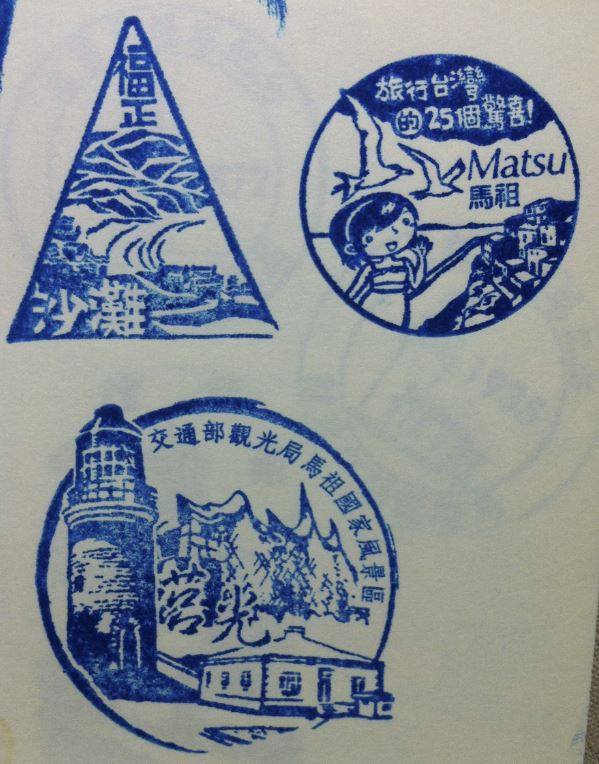 福正
沙灘
旅行台灣
的25個驚喜!
Matsu
馬祖
交通部觀光局馬祖國家風景區
莒光